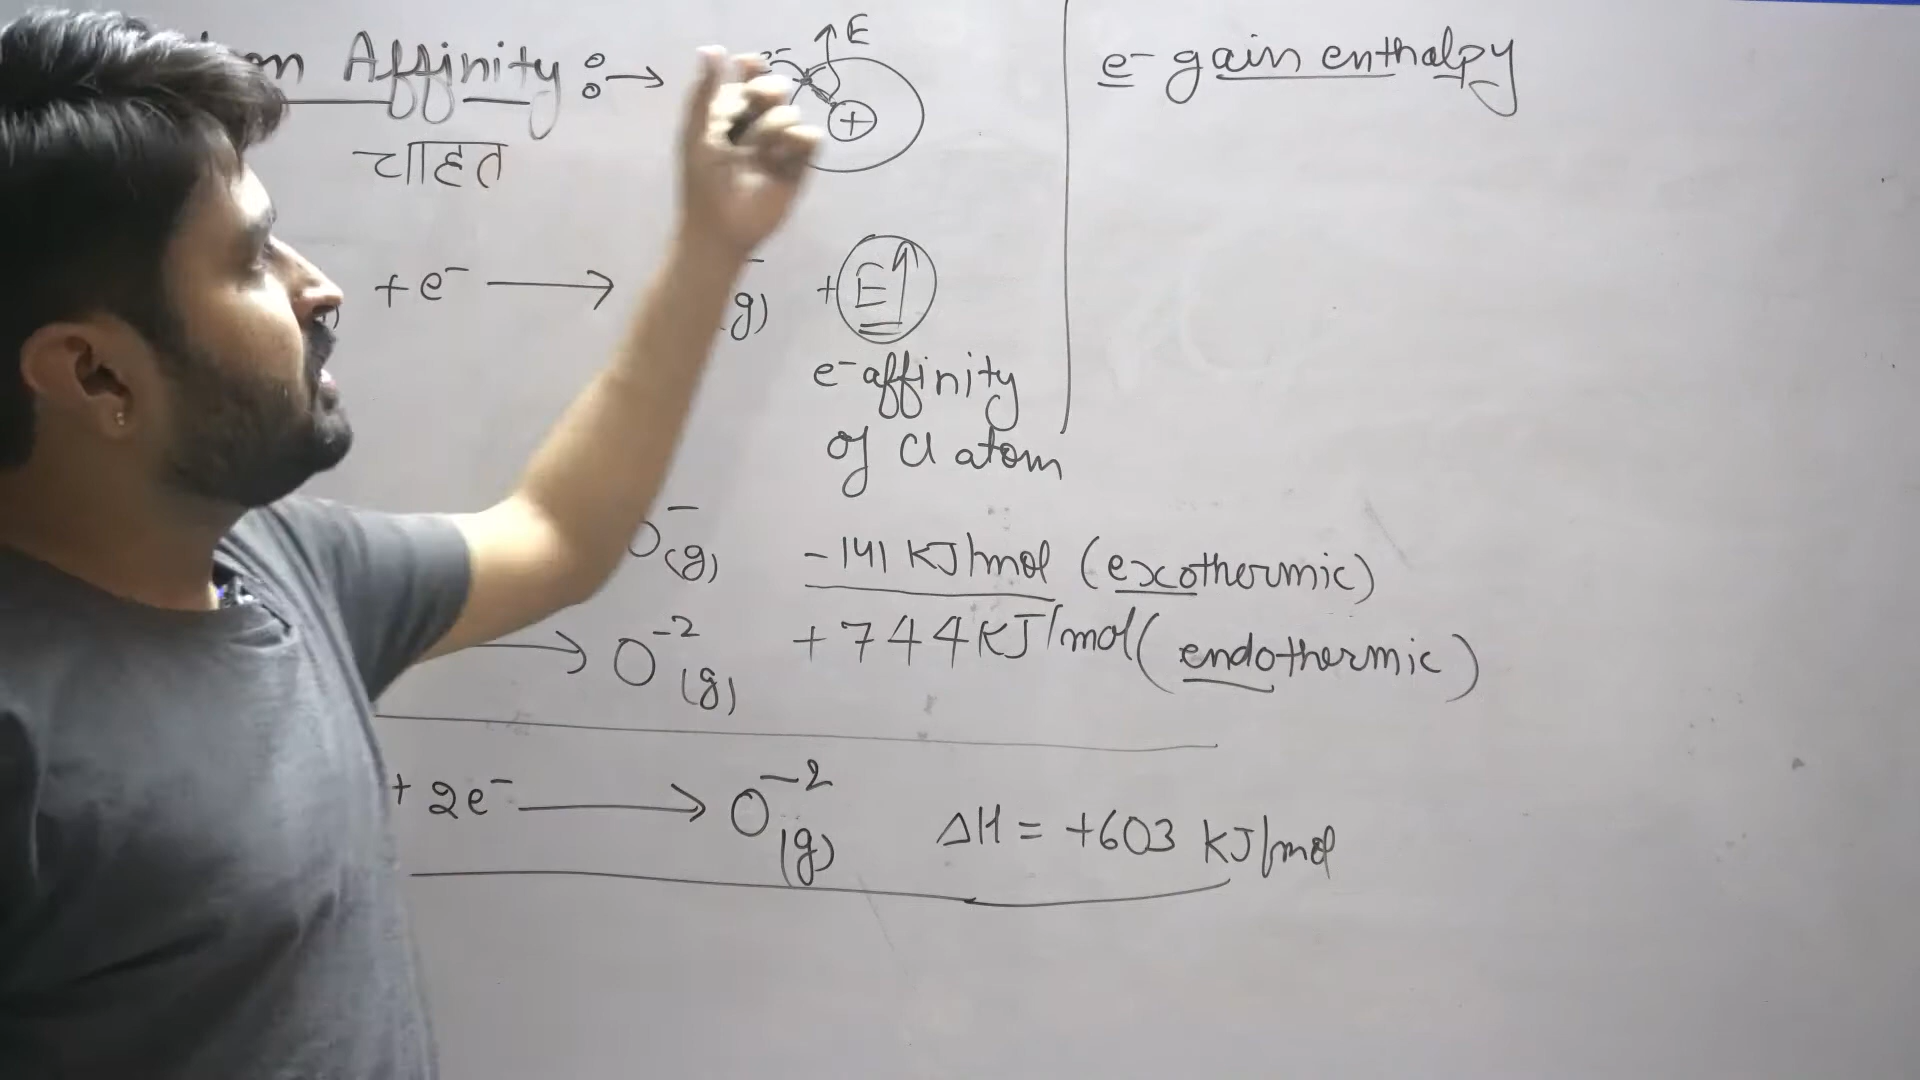 on Affinity :→ e⁻ ↑ E +
चाहत
+ e⁻ → ⁻(g) + E↑
e⁻ affinity
of Cl atom
e⁻ gain enthalpy
O⁻(g) -141 KJ/mol (exothermic)
→ O⁻²(g) +744 KJ/mol (endothermic)
+ 2e⁻ → O⁻²(g) ΔH = +603 KJ/mol